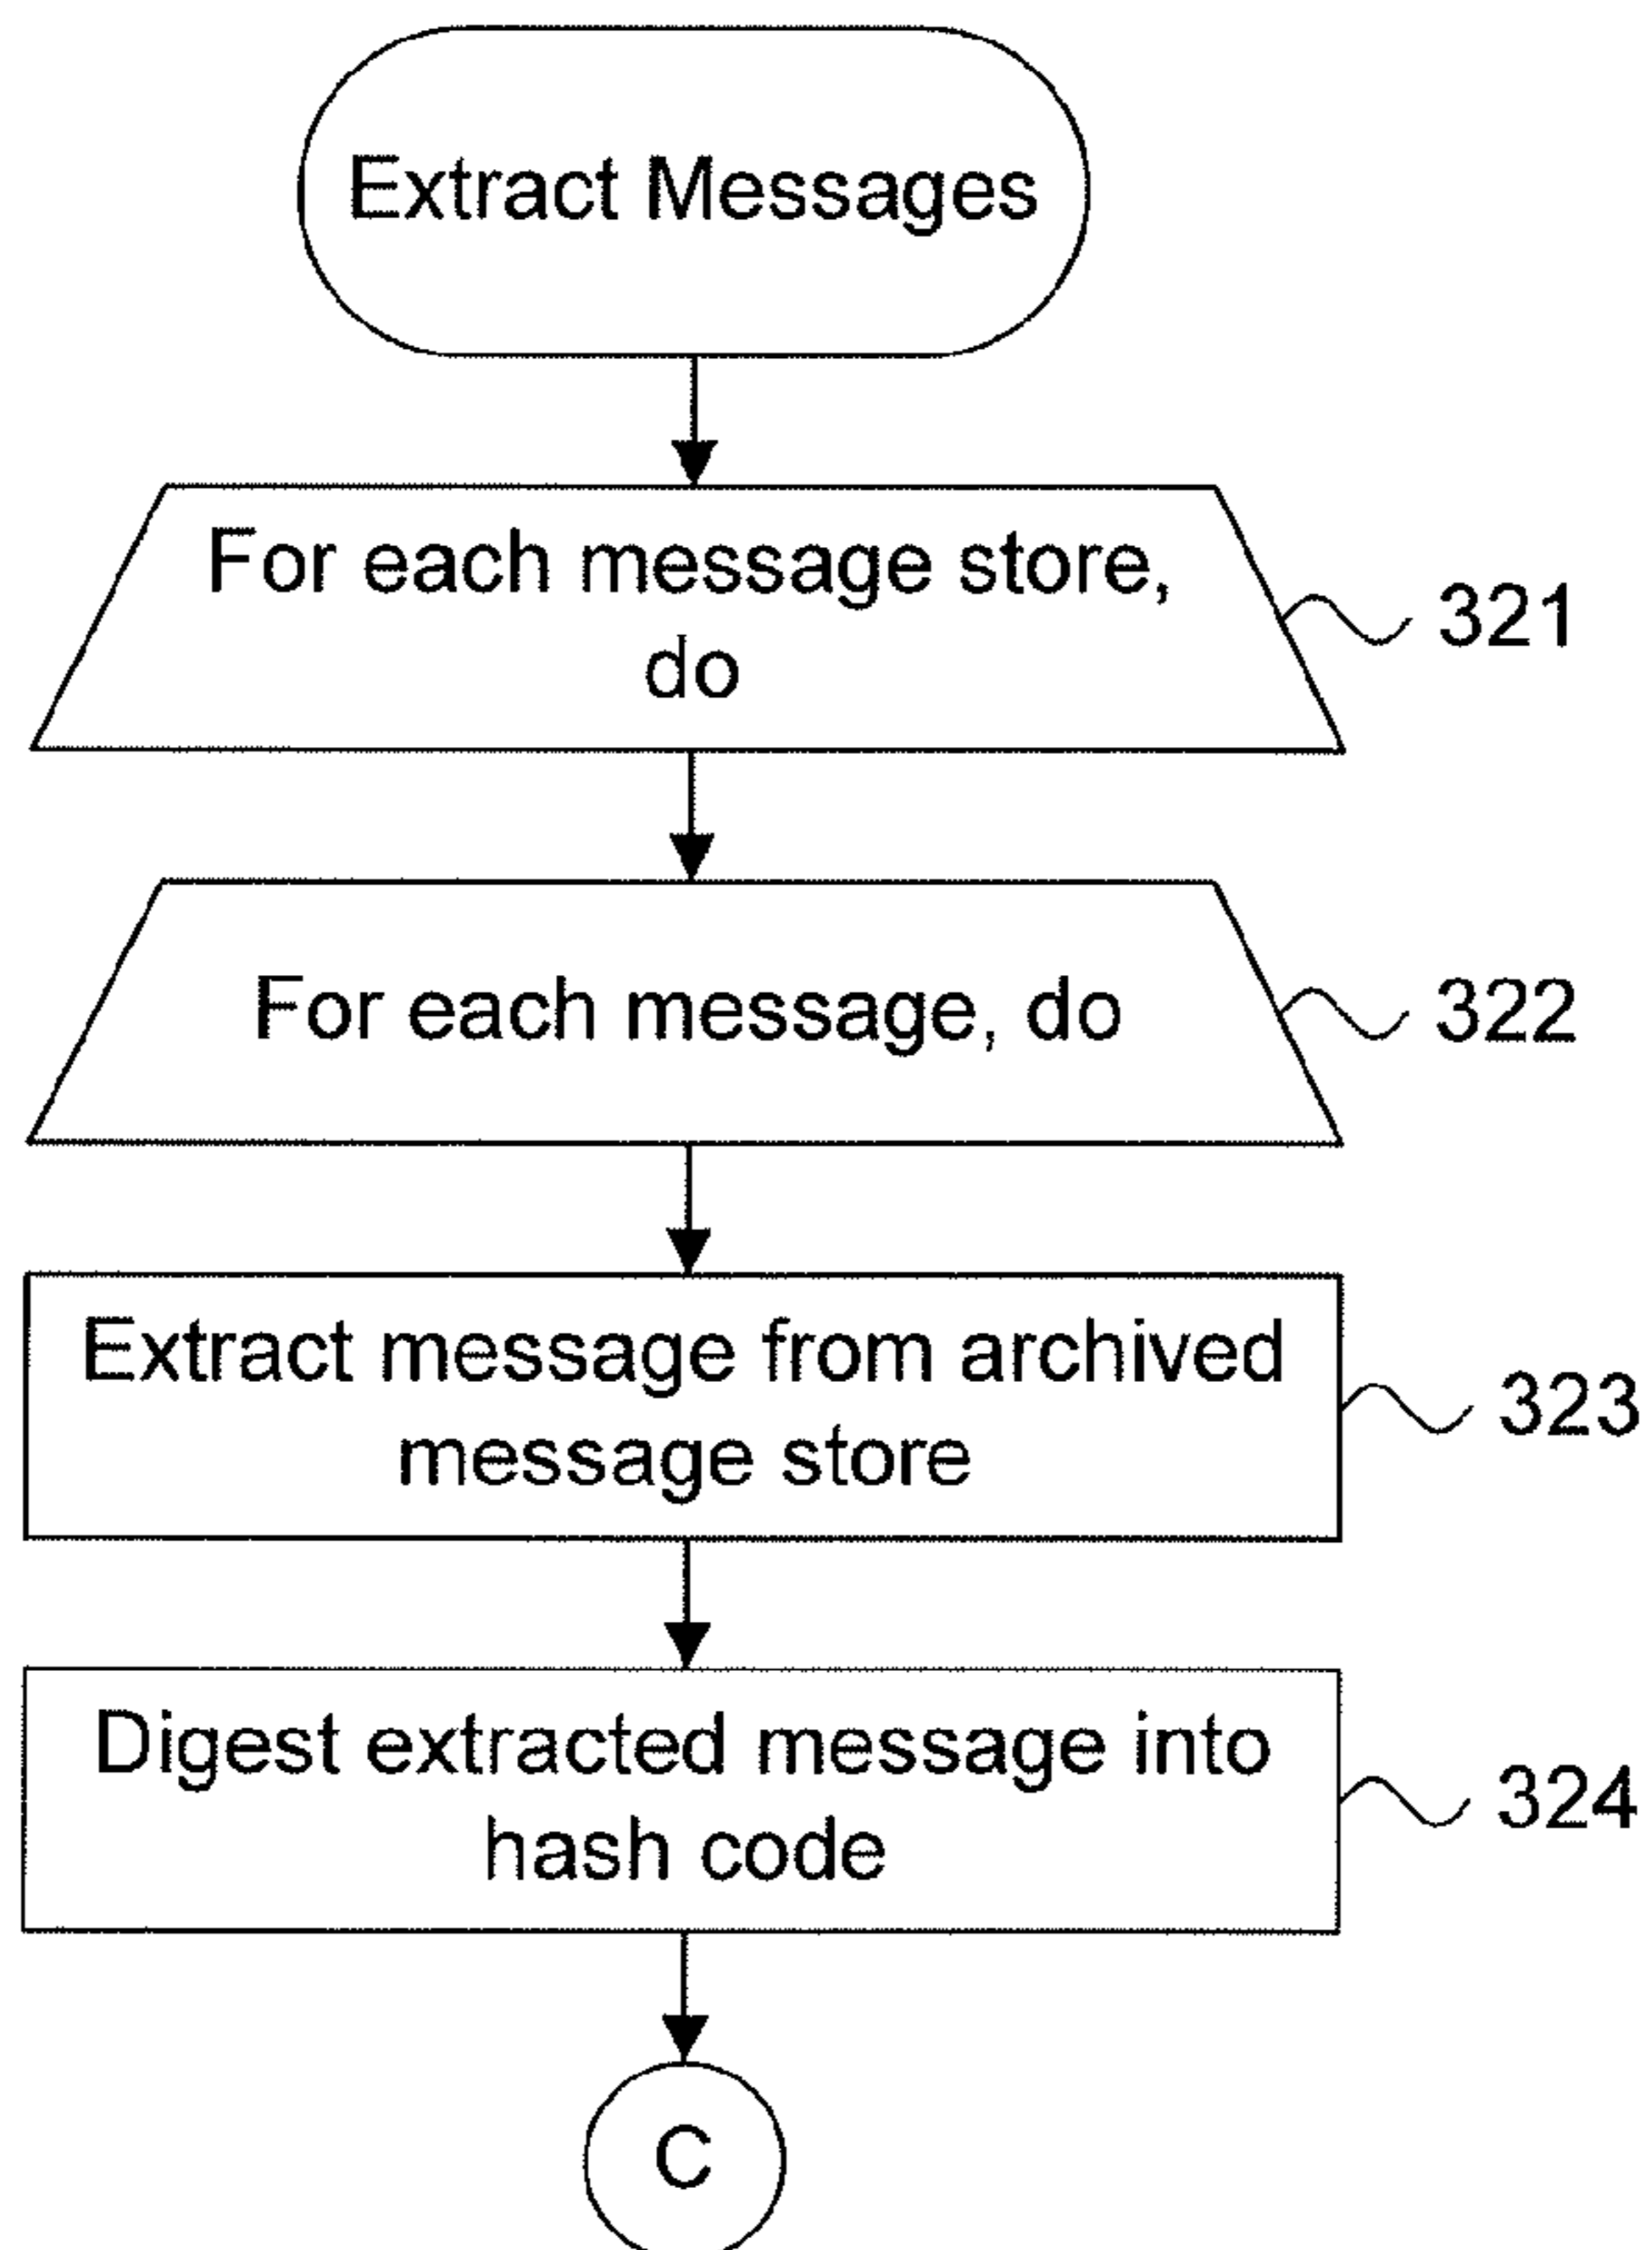 Extract Messages
For each message store,
do
321
For each message, do
322
Extract message from archived
message store
323
Digest extracted message into
hash code
324
C